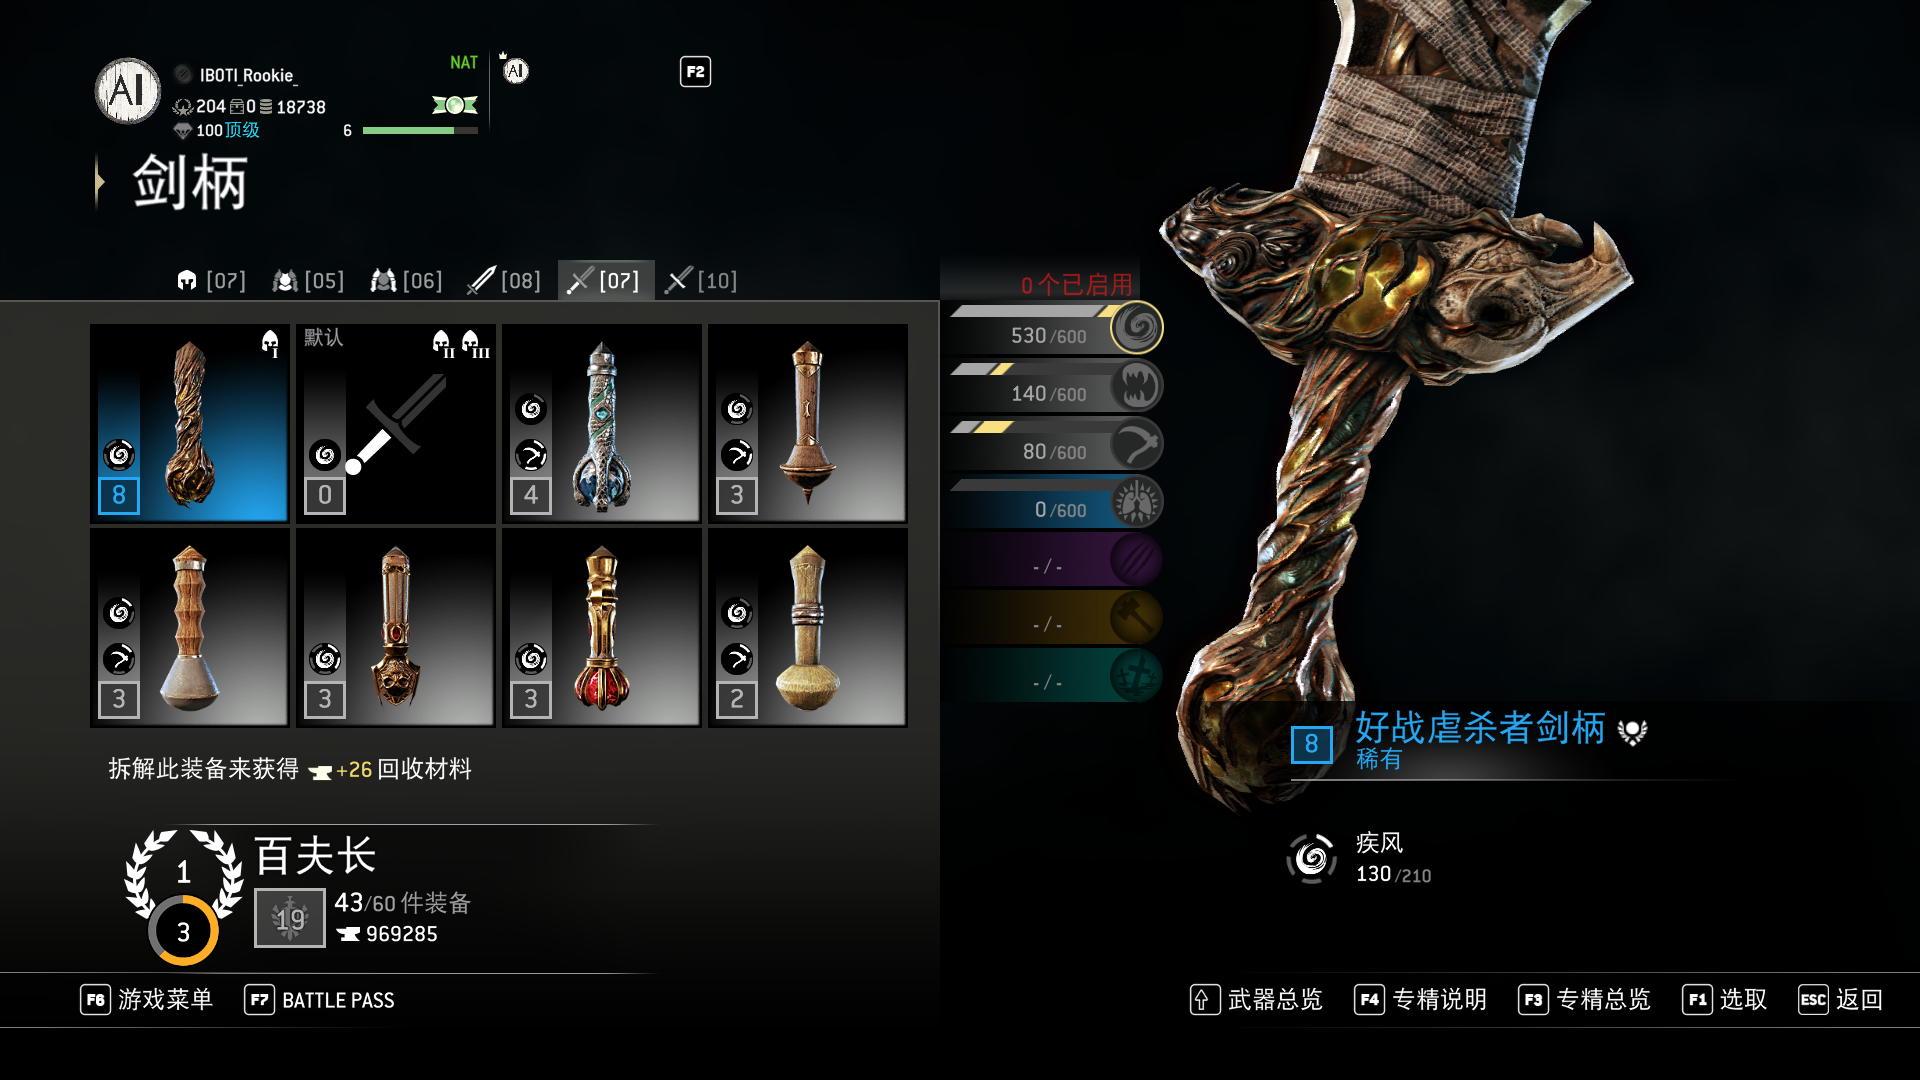 AI
IBOTI_Rookie_
204 0 18738
100 顶级
NAT
6
AI
F2
剑柄
[07] [05] [06] [08] [07] [10]
0 个已启用
530 /600
140 /600
80 /600
0 /600
- / -
- / -
- / -
I
8
默认
II III
0
4
3
3
3
3
2
拆解此装备来获得 +26 回收材料
1
3
百夫长
19
43/60 件装备
969285
8
好战虐杀者剑柄
稀有
疾风
130 /210
F6 游戏菜单 F7 BATTLE PASS
武器总览 F4 专精说明 F3 专精总览 F1 选取 ESC 返回